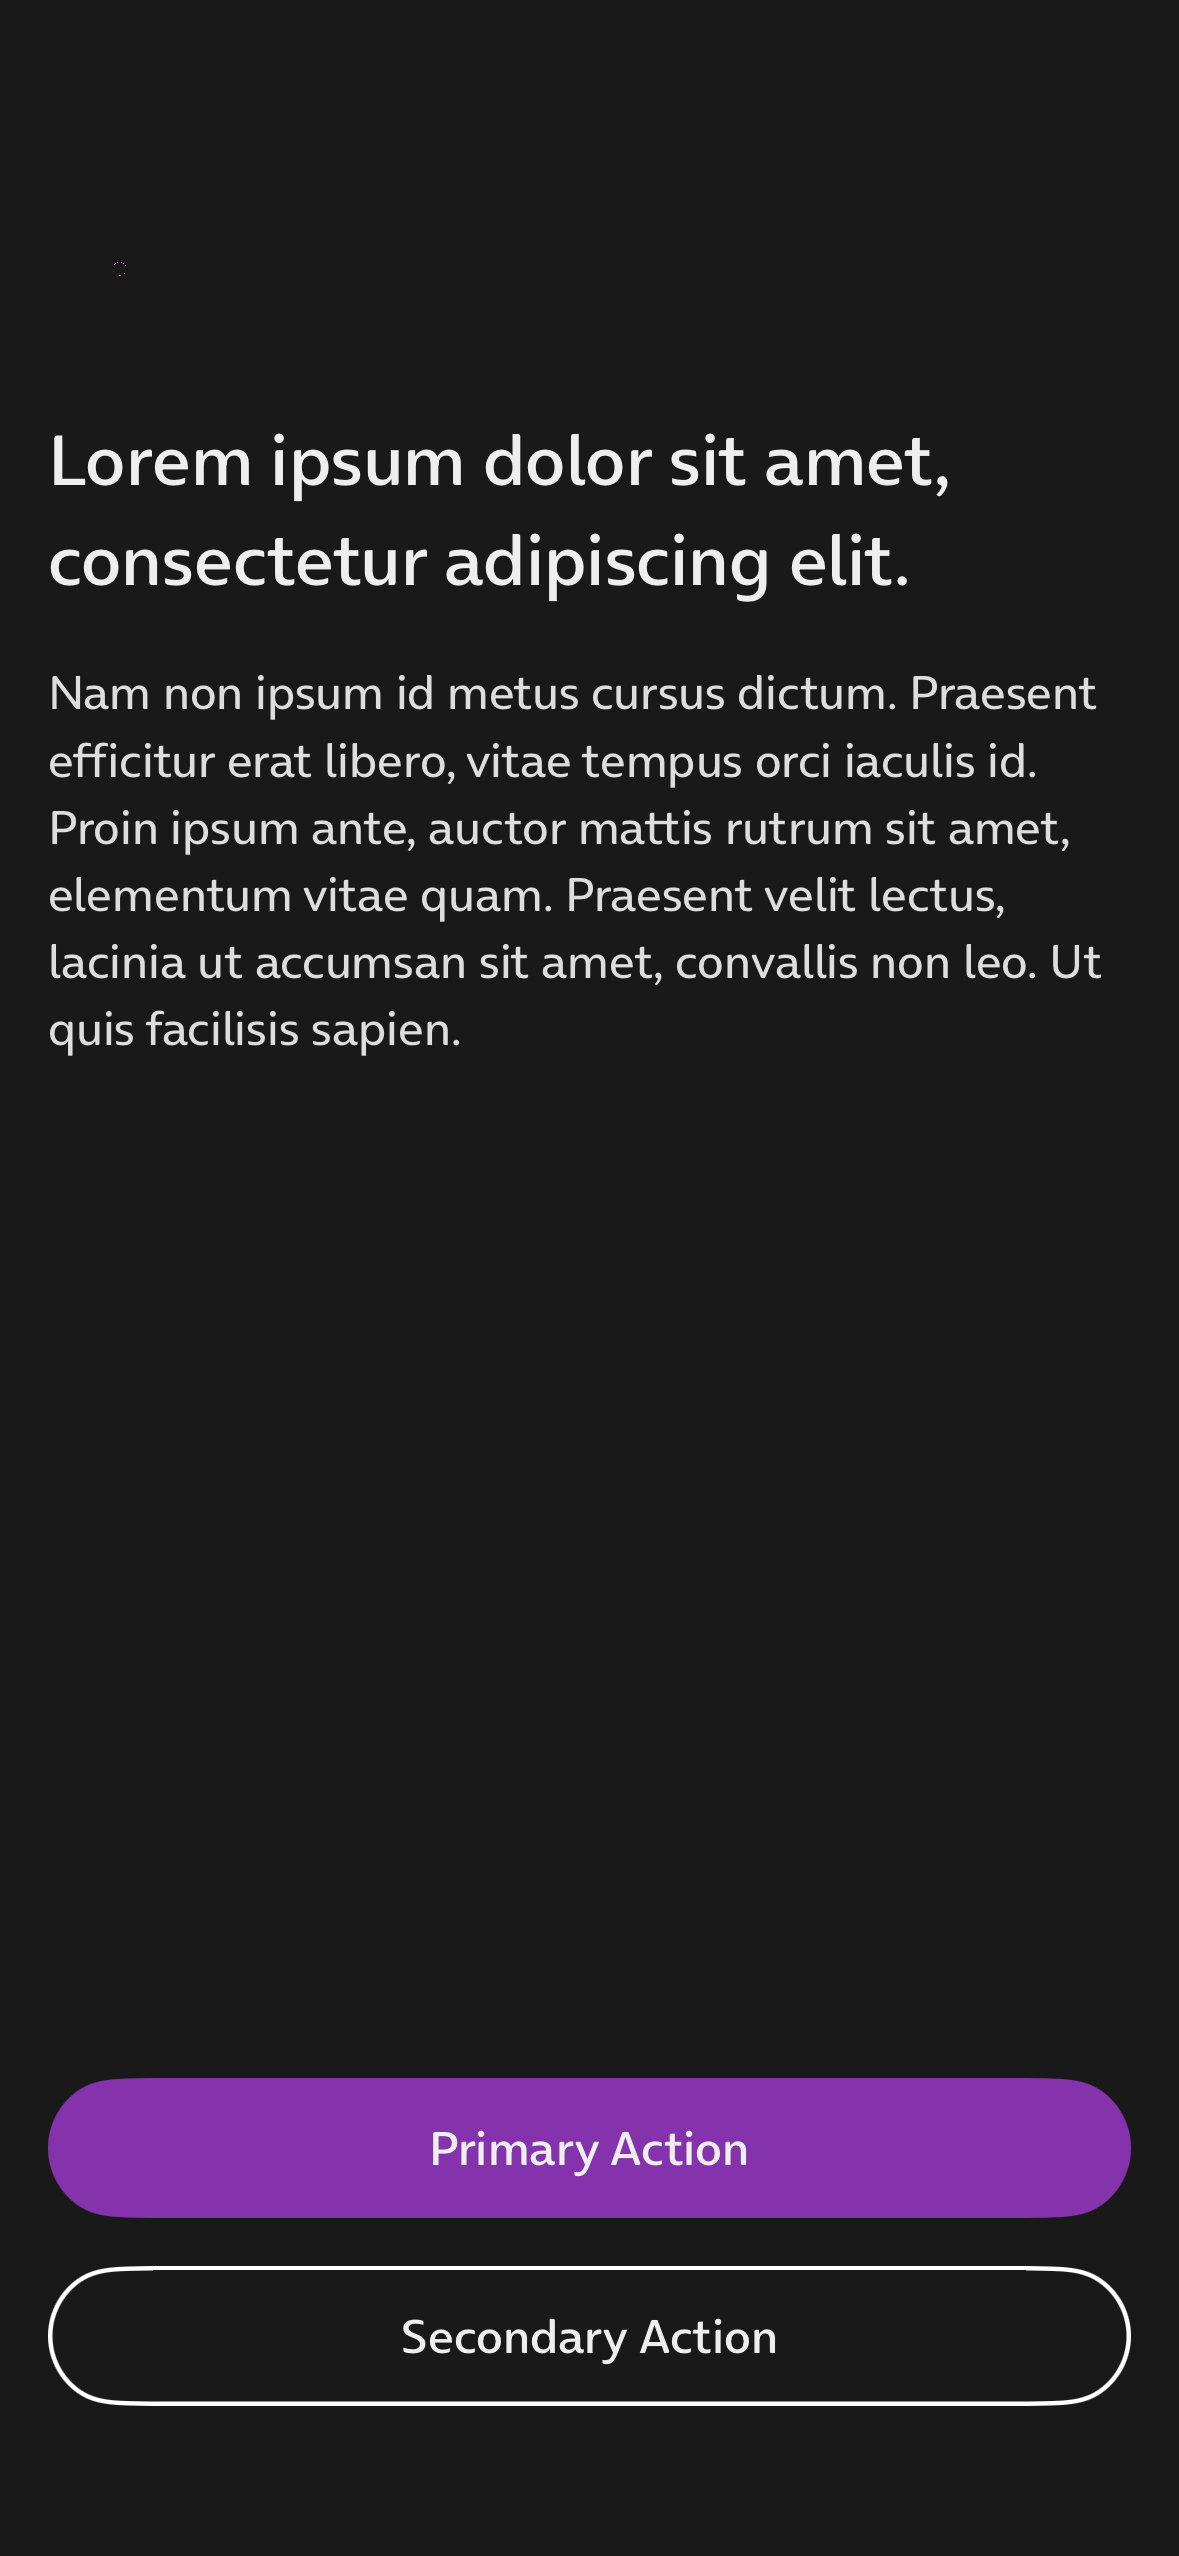 Lorem ipsum dolor sit amet,
consectetur adipiscing elit.
Nam non ipsum id metus cursus dictum. Praesent
efficitur erat libero, vitae tempus orci iaculis id.
Proin ipsum ante, auctor mattis rutrum sit amet,
elementum vitae quam. Praesent velit lectus,
lacinia ut accumsan sit amet, convallis non leo. Ut
quis facilisis sapien.
Primary Action
Secondary Action